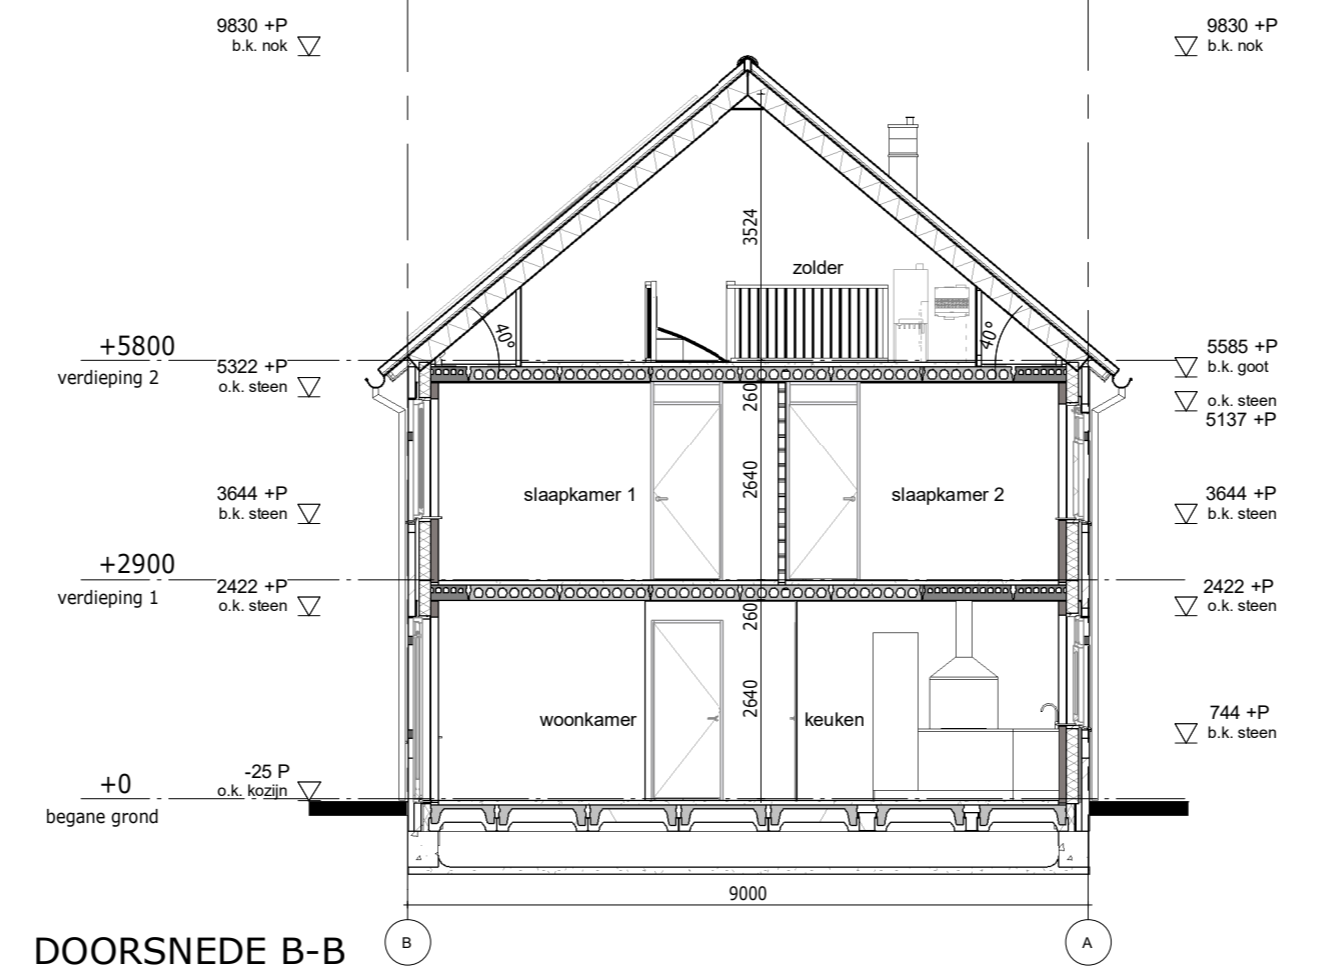 9830 +P
b.k. nok
9830 +P
b.k. nok
3524
zolder
40°
40°
+5800
verdieping 2
5322 +P
o.k. steen
5585 +P
b.k. goot
o.k. steen
5137 +P
260
2640
slaapkamer 1
slaapkamer 2
3644 +P
b.k. steen
3644 +P
b.k. steen
+2900
verdieping 1
2422 +P
o.k. steen
2422 +P
o.k. steen
260
2640
woonkamer
keuken
744 +P
b.k. steen
+0
begane grond
-25 P
o.k. kozijn
9000
B
A
DOORSNEDE B-B